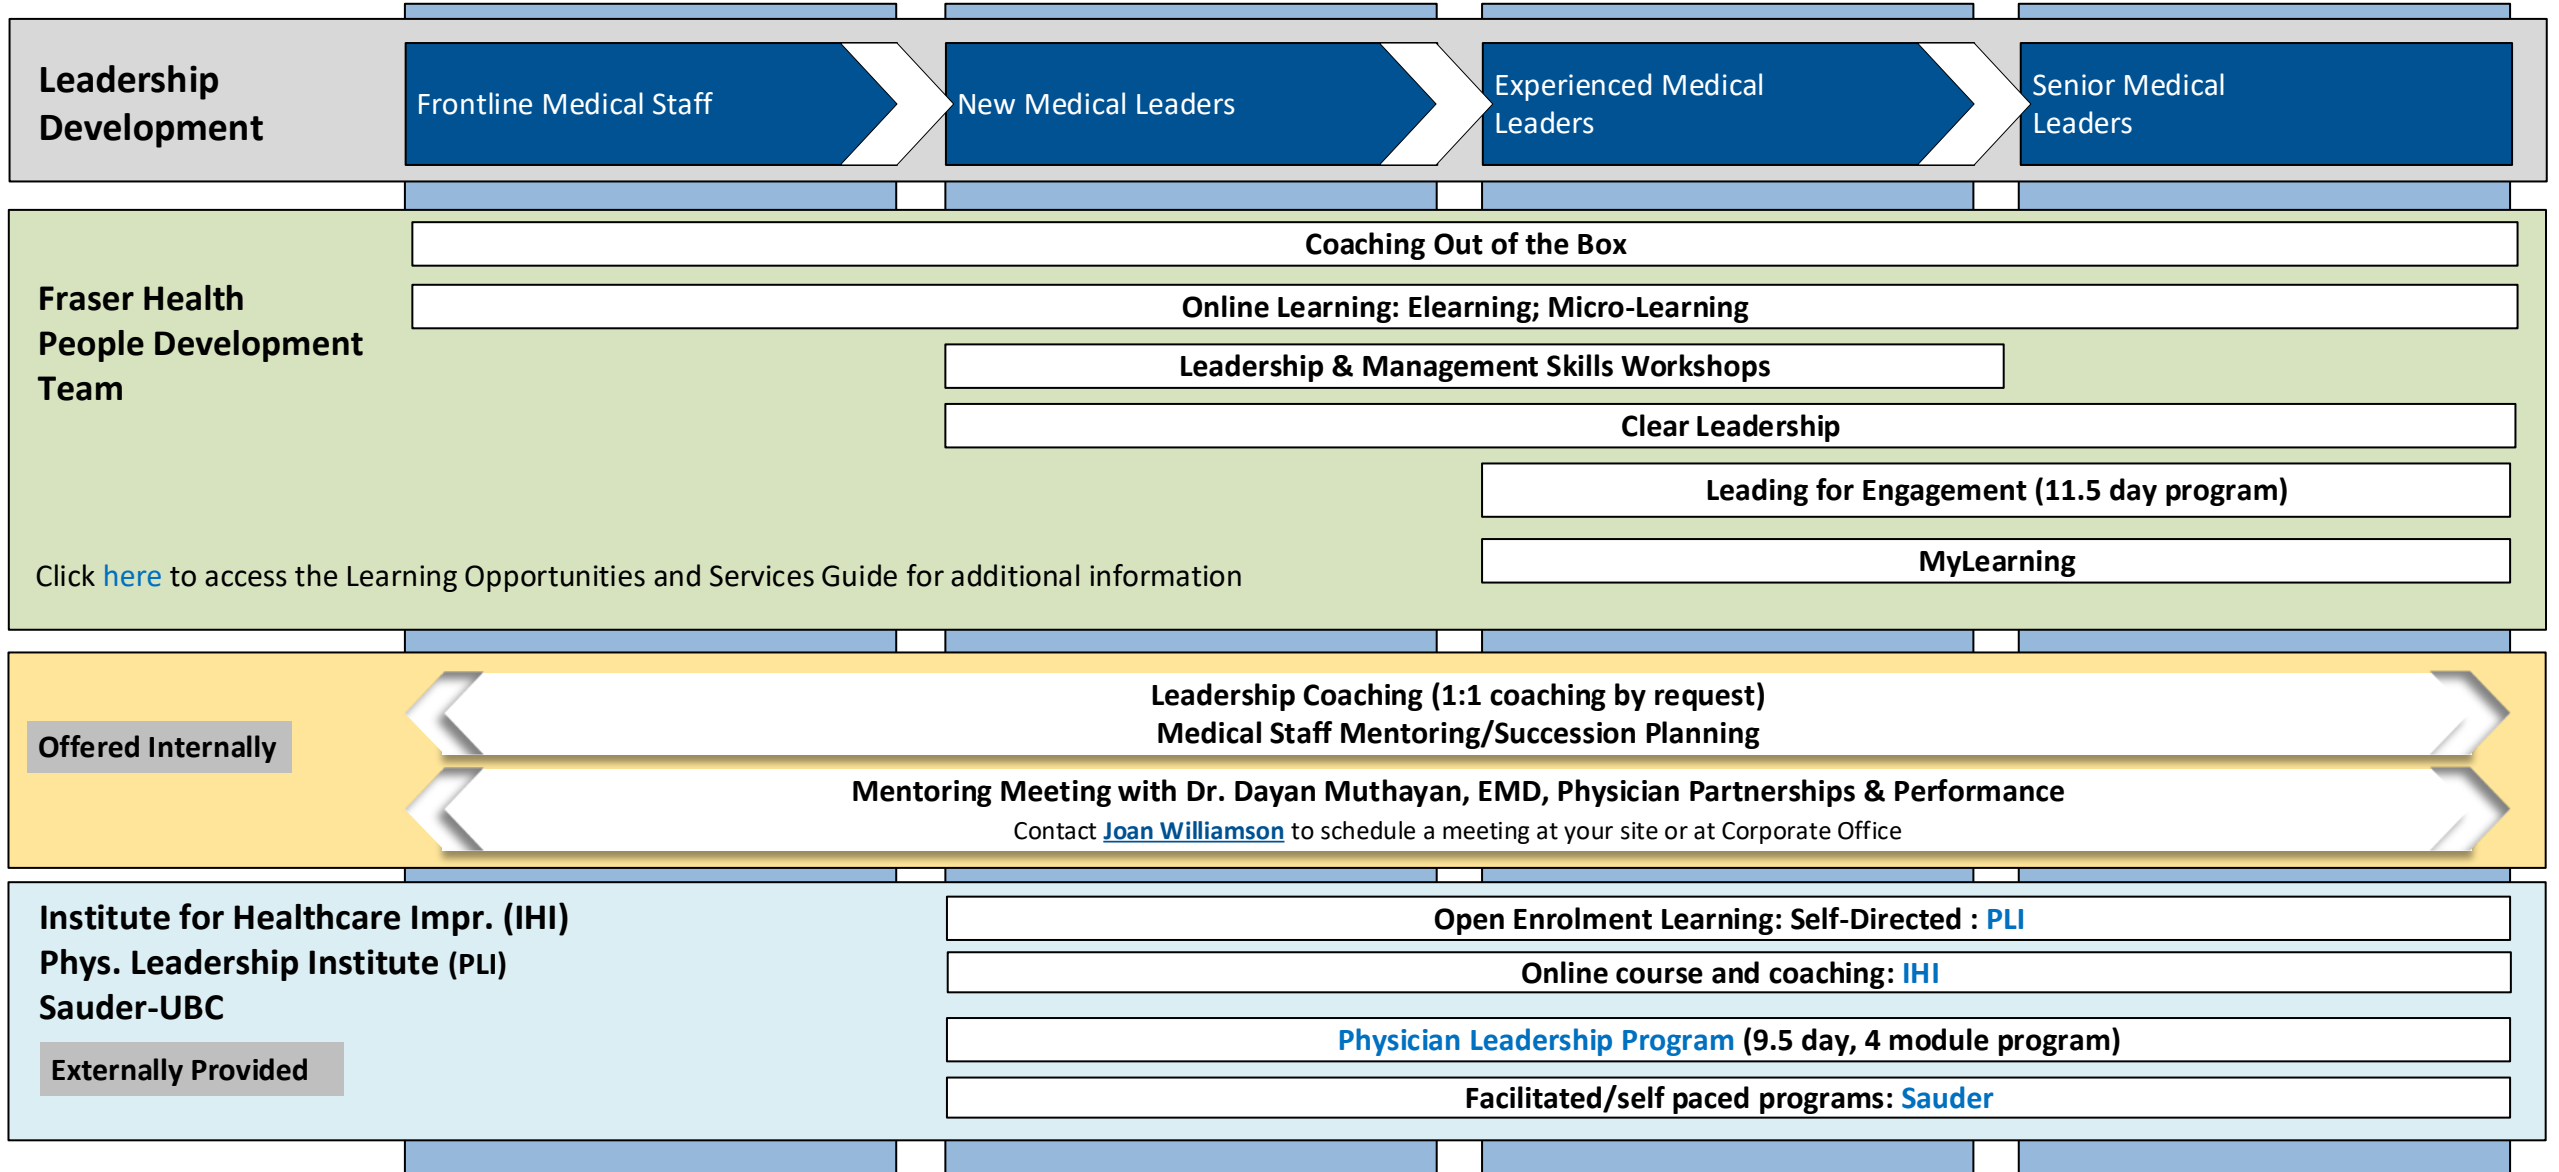 Leadership
Development
Frontline Medical Staff
New Medical Leaders
Experienced Medical
Leaders
Senior Medical
Leaders
Fraser Health
People Development
Team
Coaching Out of the Box
Online Learning: Elearning; Micro-Learning
Leadership & Management Skills Workshops
Clear Leadership
Leading for Engagement (11.5 day program)
MyLearning
Click here to access the Learning Opportunities and Services Guide for additional information
Offered Internally
Leadership Coaching (1:1 coaching by request)
Medical Staff Mentoring/Succession Planning
Mentoring Meeting with Dr. Dayan Muthayan, EMD, Physician Partnerships & Performance
Contact Joan Williamson to schedule a meeting at your site or at Corporate Office
Institute for Healthcare Impr. (IHI)
Phys. Leadership Institute (PLI)
Sauder-UBC
Externally Provided
Open Enrolment Learning: Self-Directed : PLI
Online course and coaching: IHI
Physician Leadership Program (9.5 day, 4 module program)
Facilitated/self paced programs: Sauder